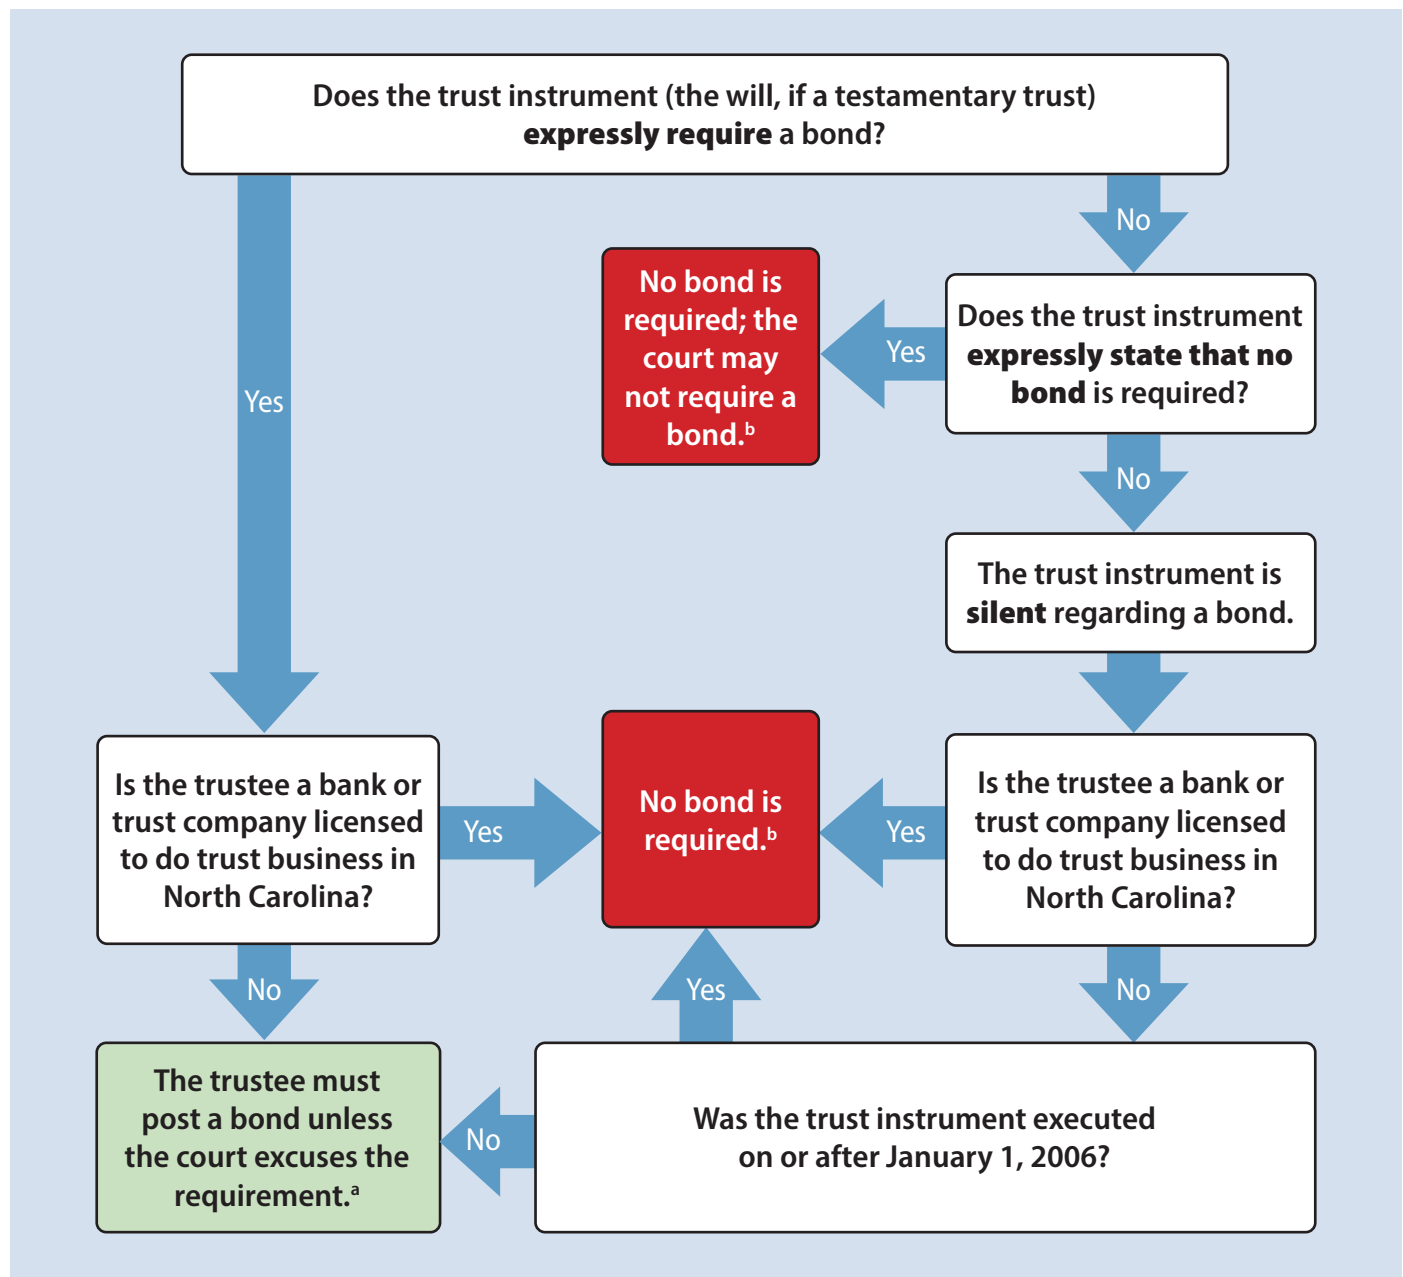 Does the trust instrument (the will, if a testamentary trust)
expressly require a bond?
Yes
No
No bond is
required; the
court may
not require a
bond.b
Yes
Does the trust instrument
expressly state that no
bond is required?
No
The trust instrument is
silent regarding a bond.
Is the trustee a bank or
trust company licensed
to do trust business in
North Carolina?
Yes
No bond is
required.b
Yes
Is the trustee a bank or
trust company licensed
to do trust business in
North Carolina?
No
Yes
No
The trustee must
post a bond unless
the court excuses the
requirement.a
No
Was the trust instrument executed
on or after January 1, 2006?